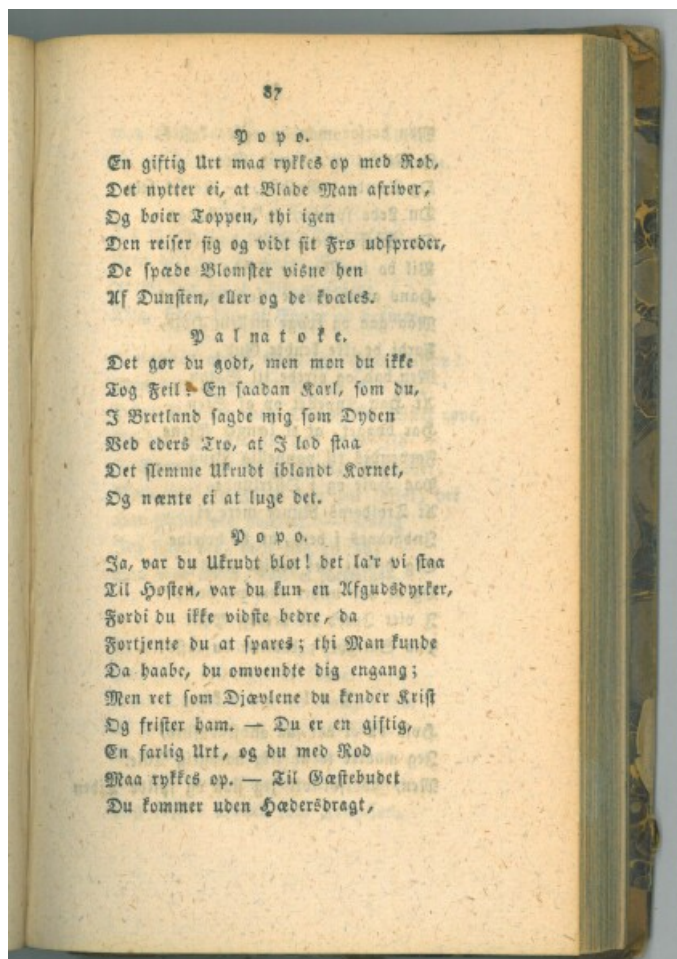 87
Popo.
En giftig Urt maa rykkes op med Rod,
Det nytter ei, at Blade Man afriver,
Og bøier Toppen, thi igen
Den reiser sig og vidt sit Frø udspreder,
De spæde Blomster visne hen
Af Dunsten, eller og de kvæles.
Palnatoke.
Det gør du godt, men mon du ikke
Tog Feil? En saadan Karl, som du,
I Bretland sagde mig som Dyden
Ved eders Tro, at I lod staa
Det slemme Ukrudt iblandt Kornet,
Og nænte ei at luge det.
Popo.
Ja, var du Ukrudt blot! det la'r vi staa
Til Høsten, var du kun en Afgudsdyrker,
Fordi du ikke vidste bedre, da
Fortjente du at spares; thi Man kunde
Da haabe, du omvendte dig engang;
Men ret som Djævlene du kender Krist
Og frister ham. — Du er en giftig,
En farlig Urt, og du med Rod
Maa rykkes op. — Til Gæstebudet
Du kommer uden Hædersdragt,